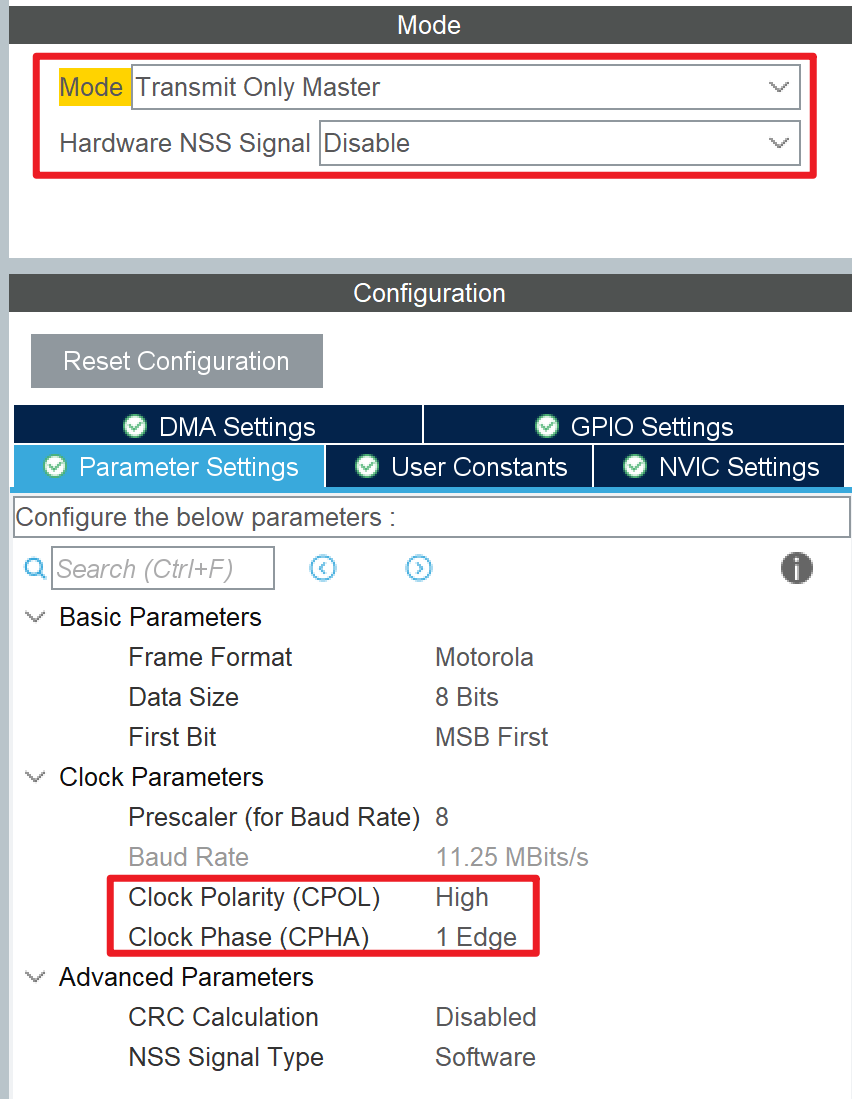 Mode
Mode Transmit Only Master
Hardware NSS Signal Disable
Configuration
Reset Configuration
DMA Settings GPIO Settings
Parameter Settings User Constants NVIC Settings
Configure the below parameters :
Search (Ctrl+F)
Basic Parameters
Frame Format Motorola
Data Size 8 Bits
First Bit MSB First
Clock Parameters
Prescaler (for Baud Rate) 8
Baud Rate 11.25 MBits/s
Clock Polarity (CPOL) High
Clock Phase (CPHA) 1 Edge
Advanced Parameters
CRC Calculation Disabled
NSS Signal Type Software